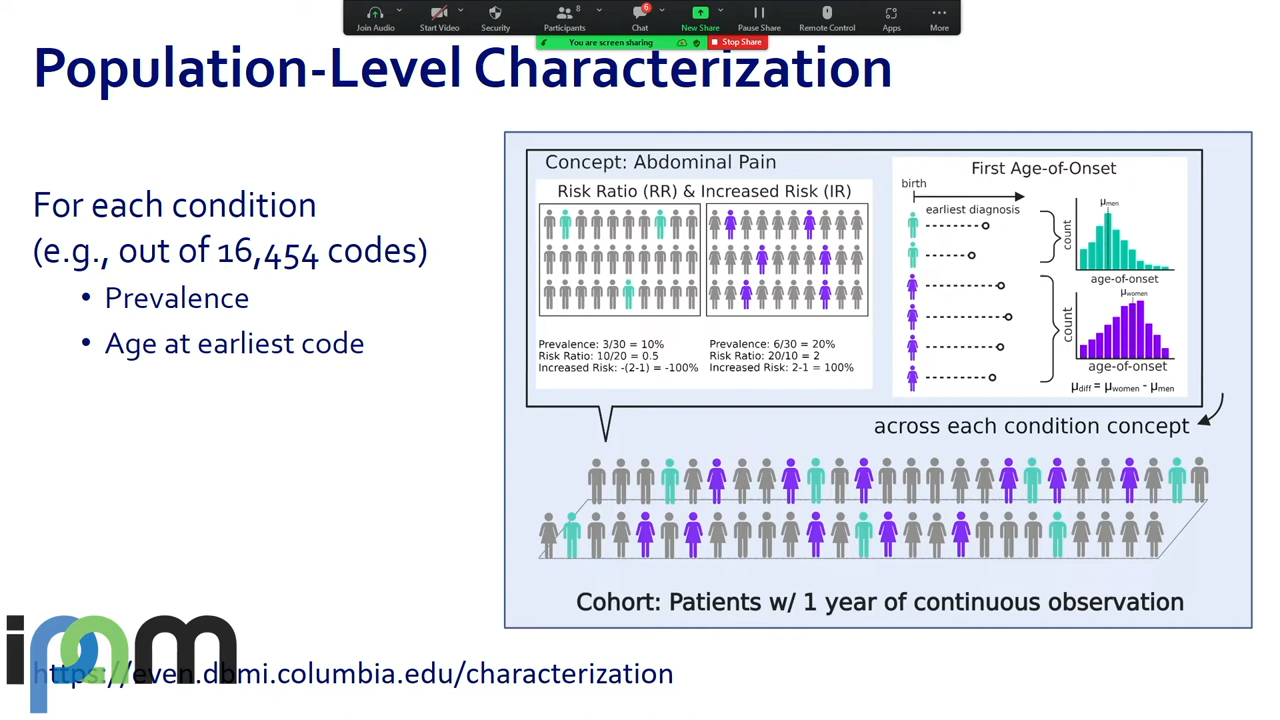 Join Audio
Start Video
Security
Participants
8
Chat
6
New Share
Pause Share
Remote Control
Apps
More
You are screen sharing
Stop Share
Population-Level Characterization
For each condition
(e.g., out of 16,454 codes)
• Prevalence
• Age at earliest code
Concept: Abdominal Pain
Risk Ratio (RR) & Increased Risk (IR)
Prevalence: 3/30 = 10%
Risk Ratio: 10/20 = 0.5
Increased Risk: -(2-1) = -100%
Prevalence: 6/30 = 20%
Risk Ratio: 20/10 = 2
Increased Risk: 2-1 = 100%
First Age-of-Onset
birth
earliest diagnosis
μmen
count
age-of-onset
μwomen
count
age-of-onset
μdiff = μwomen - μmen
across each condition concept
Cohort: Patients w/ 1 year of continuous observation
ipam
https://even.dbmi.columbia.edu/characterization